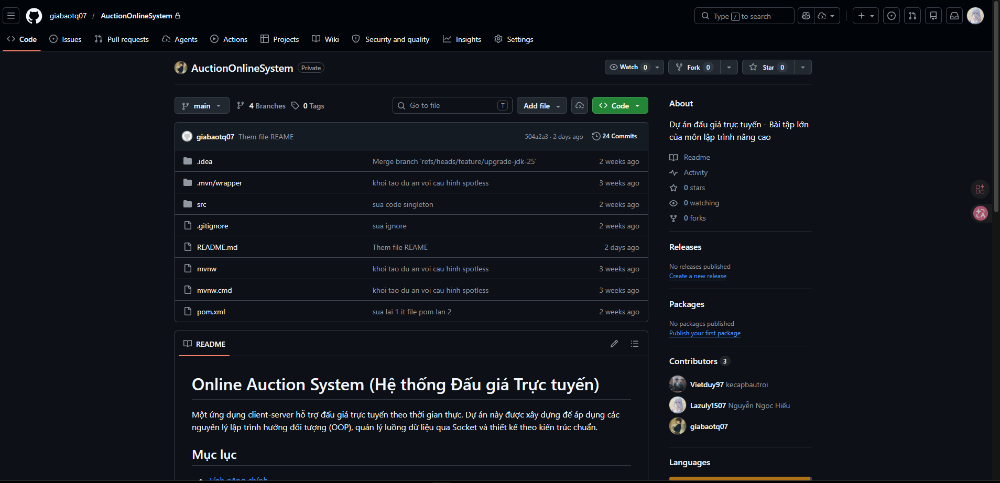 giabaotq07 / AuctionOnlineSystem
Type / to search
Code Issues Pull requests Agents Actions Projects Wiki Security and quality Insights Settings
AuctionOnlineSystem Private
Watch 0 Fork 0 Star 0
main 4 Branches 0 Tags
Go to file T Add file Code
giabaotq07 Them file REAME 504a2a3 · 2 days ago 24 Commits
.idea Merge branch 'refs/heads/feature/upgrade-jdk-25' 2 weeks ago
.mvn/wrapper khoi tao du an voi cau hinh spotless 3 weeks ago
src sua code singleton 2 weeks ago
.gitignore sua ignore 2 weeks ago
README.md Them file REAME 2 days ago
mvnw khoi tao du an voi cau hinh spotless 3 weeks ago
mvnw.cmd khoi tao du an voi cau hinh spotless 3 weeks ago
pom.xml sua lai 1 it file pom lan 2 2 weeks ago
README
Online Auction System (Hệ thống Đấu giá Trực tuyến)
Một ứng dụng client-server hỗ trợ đấu giá trực tuyến theo thời gian thực. Dự án này được xây dựng để áp dụng các
nguyên lý lập trình hướng đối tượng (OOP), quản lý luồng dữ liệu qua Socket và thiết kế theo kiến trúc chuẩn.
Mục lục
Tính năng chính
About
Dự án đấu giá trực tuyến - Bài tập lớn
của môn lập trình nâng cao
Readme
Activity
0 stars
0 watching
0 forks
Releases
No releases published
Create a new release
Packages
No packages published
Publish your first package
Contributors 3
Vietduy97 kecapbautroi
Lazuly1507 Nguyễn Ngọc Hiếu
giabaotq07
Languages